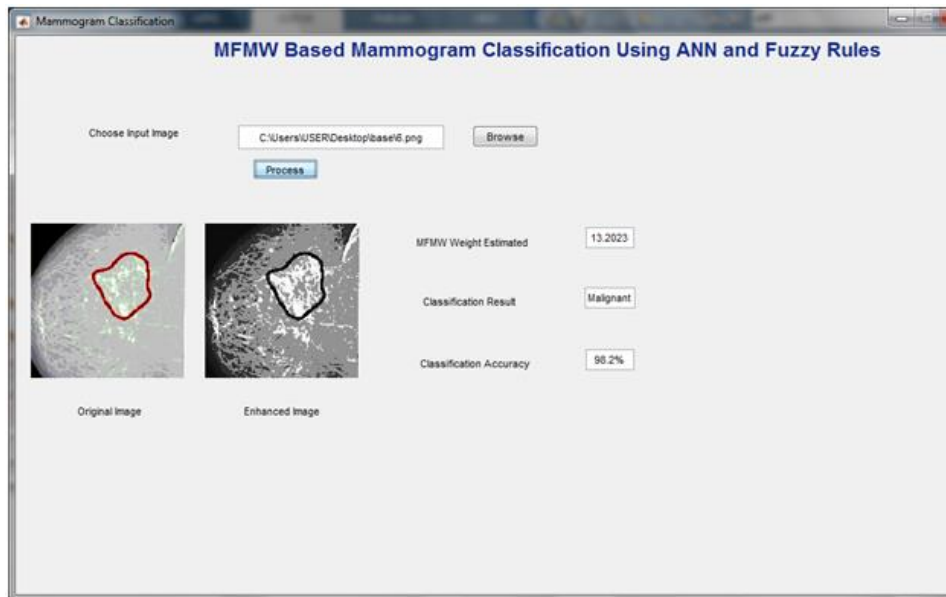 Mammogram Classification
MFMW Based Mammogram Classification Using ANN and Fuzzy Rules
Choose Input Image
C:\Users\USER\Desktop\base\6.png
Browse
Process
MFMW Weight Estimated
13.2023
Classification Result
Malignant
Classification Accuracy
98.2%
Original Image
Enhanced Image